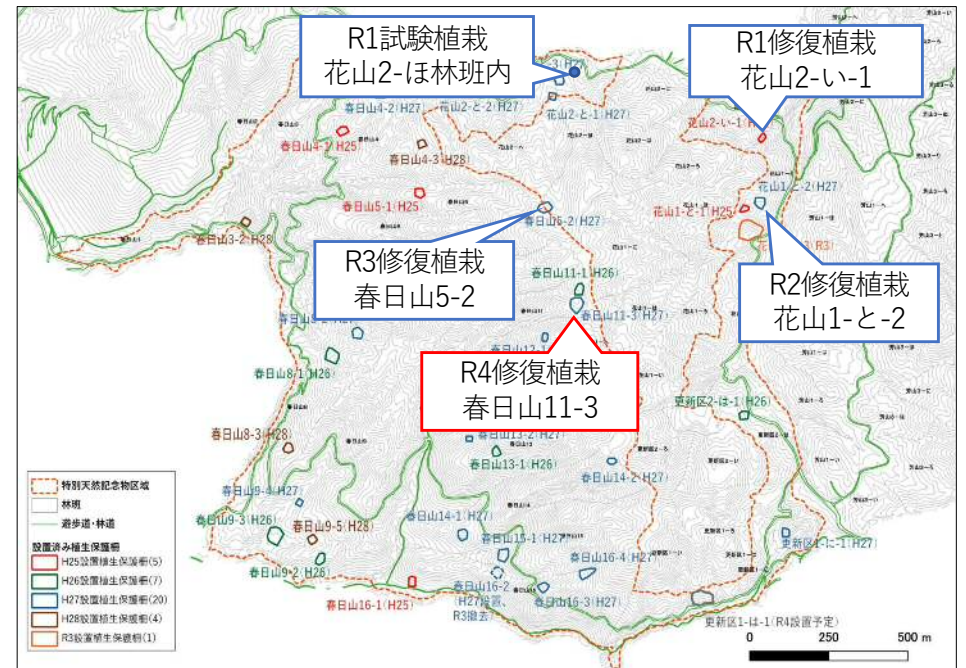 R1試験植栽
花山2-ほ林班内
R1修復植栽
花山2-い-1
春日山4-2(H27)
花山2-と-2(H27)
花山2-と-1(H27)
春日山4-1(H25)
春日山4-3(H28)
春日山5-1(H25)
春日山5-2(H27)
花山1-と-2(H27
花山1-と-1(H25)
春日山3-2(H28
R3修復植栽
春日山5-2
R2修復植栽
花山1-と-2
春日山11-1(H26)
春日山11-3(H27)
春日山8-1(H26)
R4修復植栽
春日山11-3
更新区2-は-1(H26)
春日山8-3(H28)
春日山13-2(H27)
春日山13-1(H26)
春日山14-2(H27)
春日山9-4(H27)
春日山9-3(H26)
春日山9-5(H28)
春日山9-2(H26)
春日山14-1(H27)
春日山15-1(H27)
春日山16-4(H27)
更新区1-に-1(H27)
春日山16-1(H25)
春日山16-2
(H27設置、
R3撤去)
春日山16-3(H27)
更新区1-は-1(R4設置予定)
特別天然記念物区域
林班
遊歩道・林道
設置済み植生保護柵
H25設置植生保護柵(5)
H26設置植生保護柵(7)
H27設置植生保護柵(20)
H28設置植生保護柵(4)
R3設置植生保護柵(1)
0 250 500 m